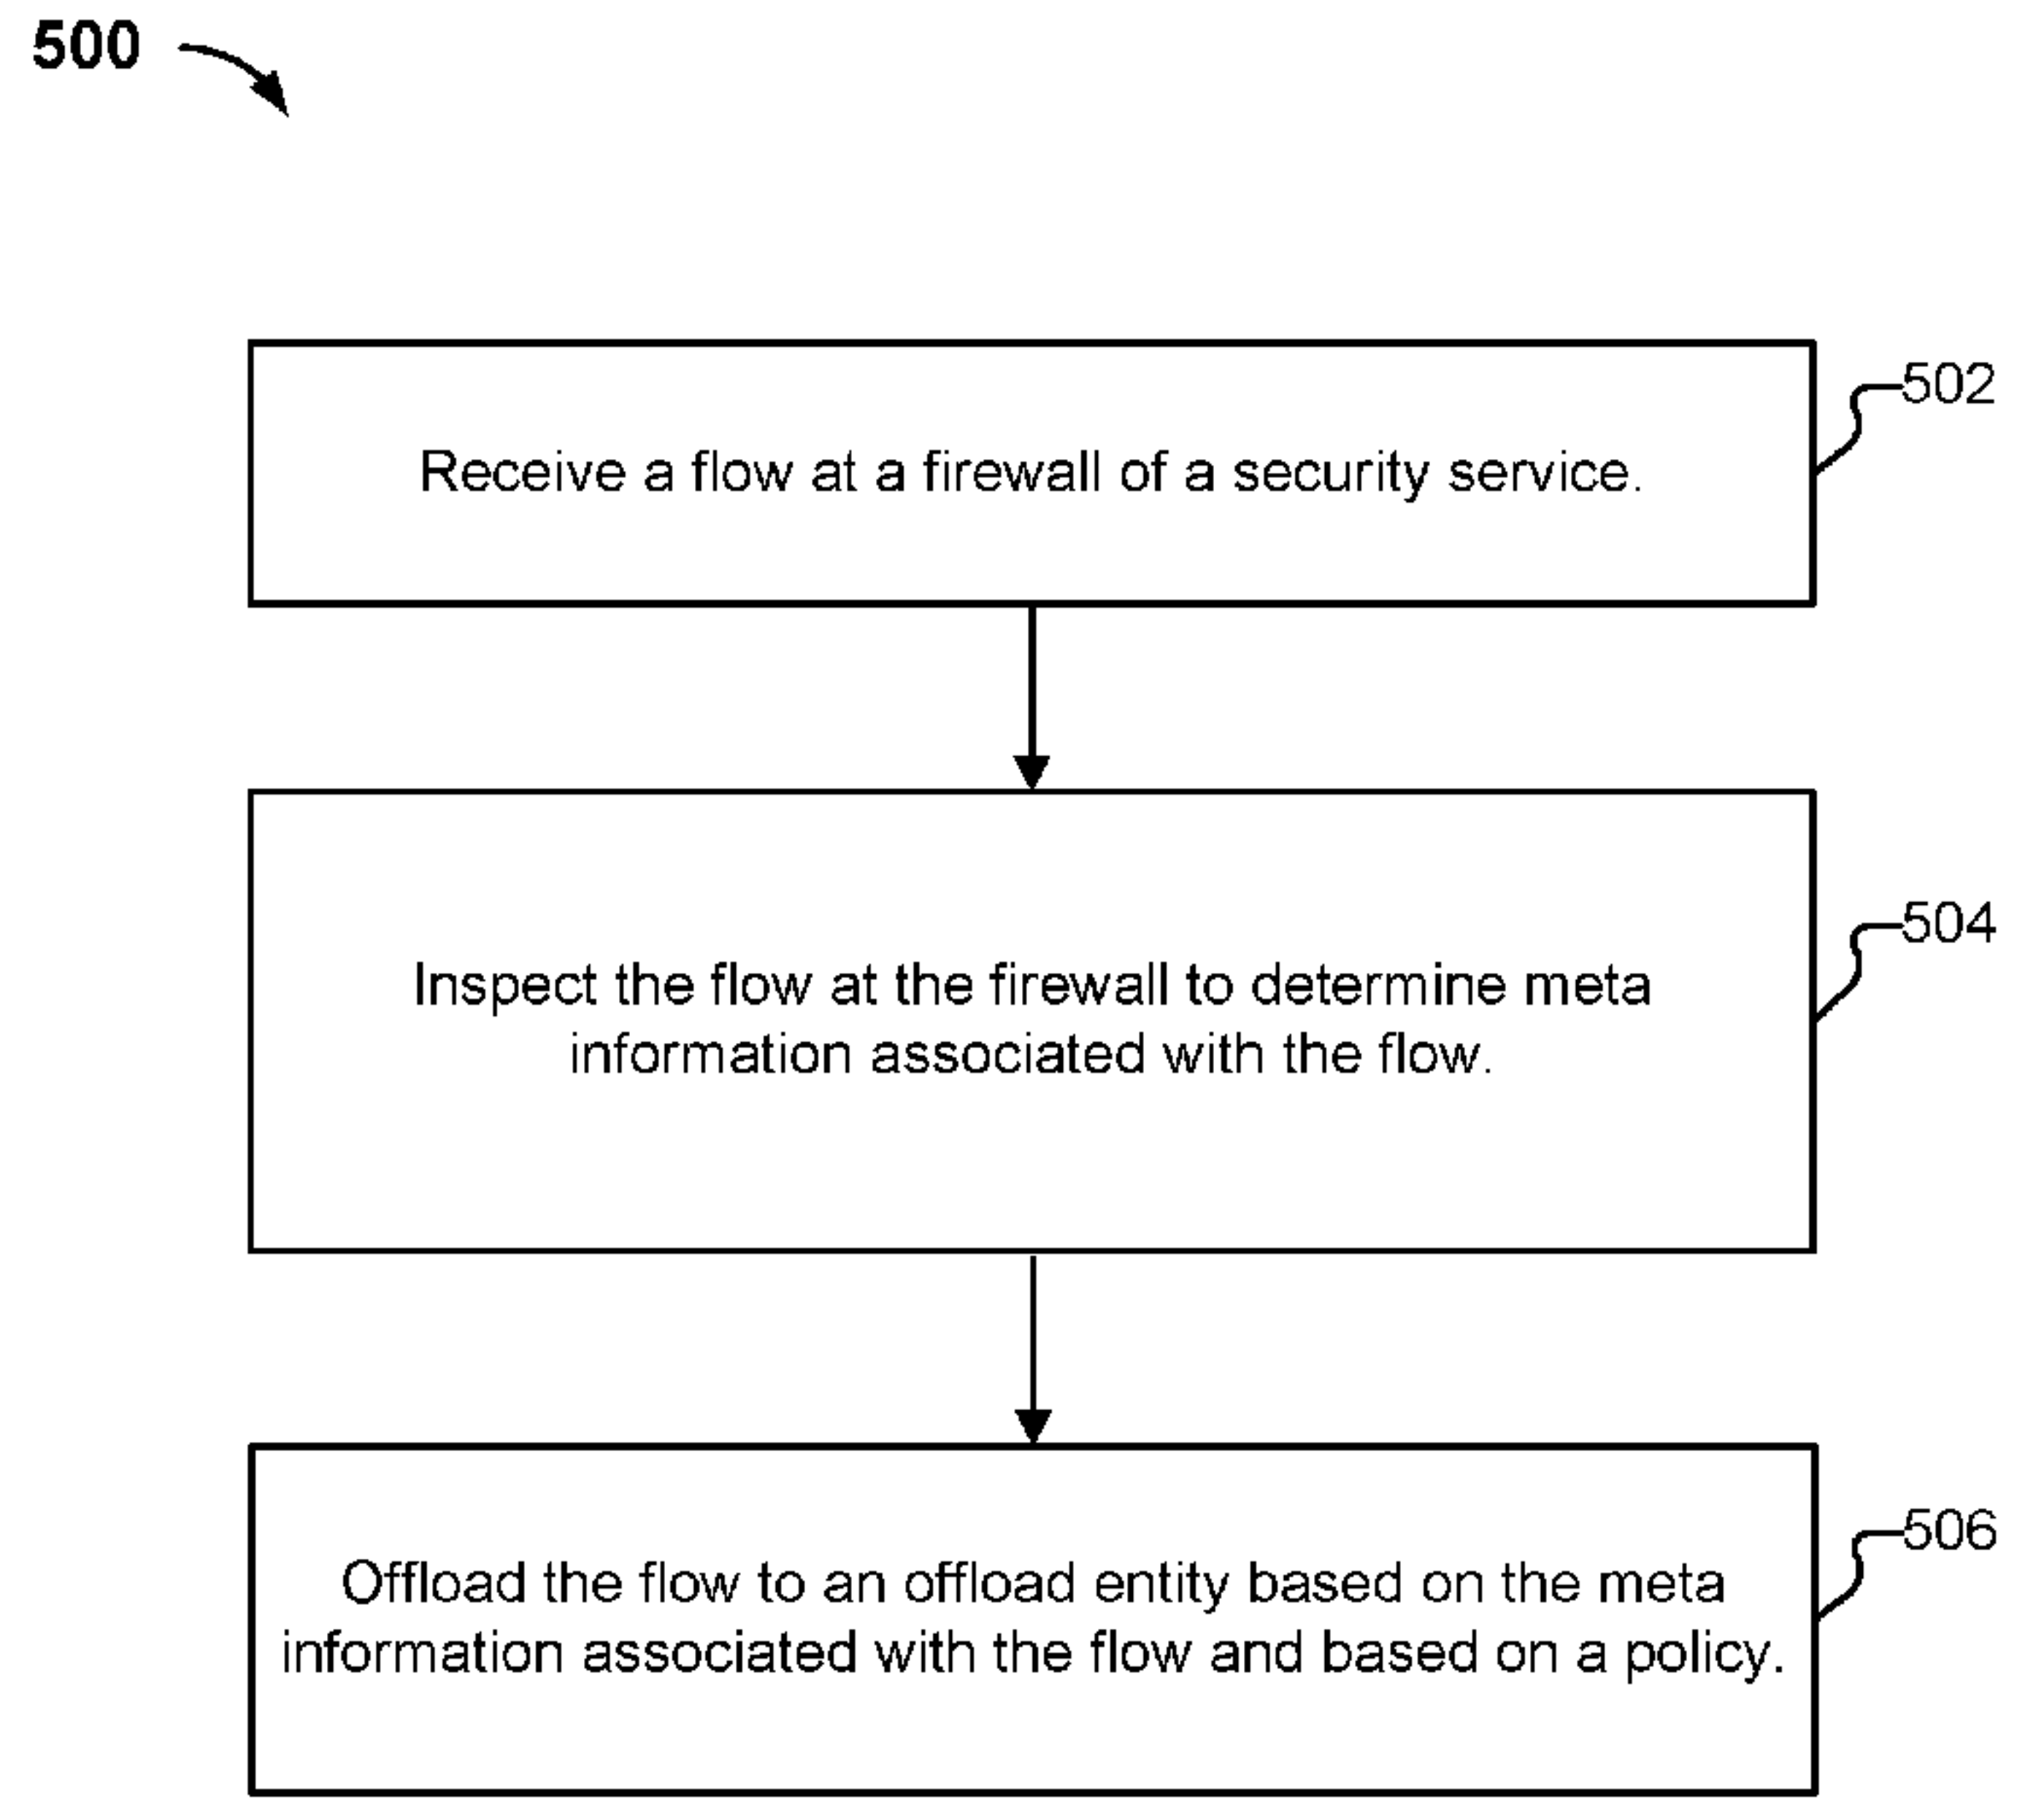 500
502
Receive a flow at a firewall of a security service.
504
Inspect the flow at the firewall to determine meta
information associated with the flow.
506
Offload the flow to an offload entity based on the meta
information associated with the flow and based on a policy.